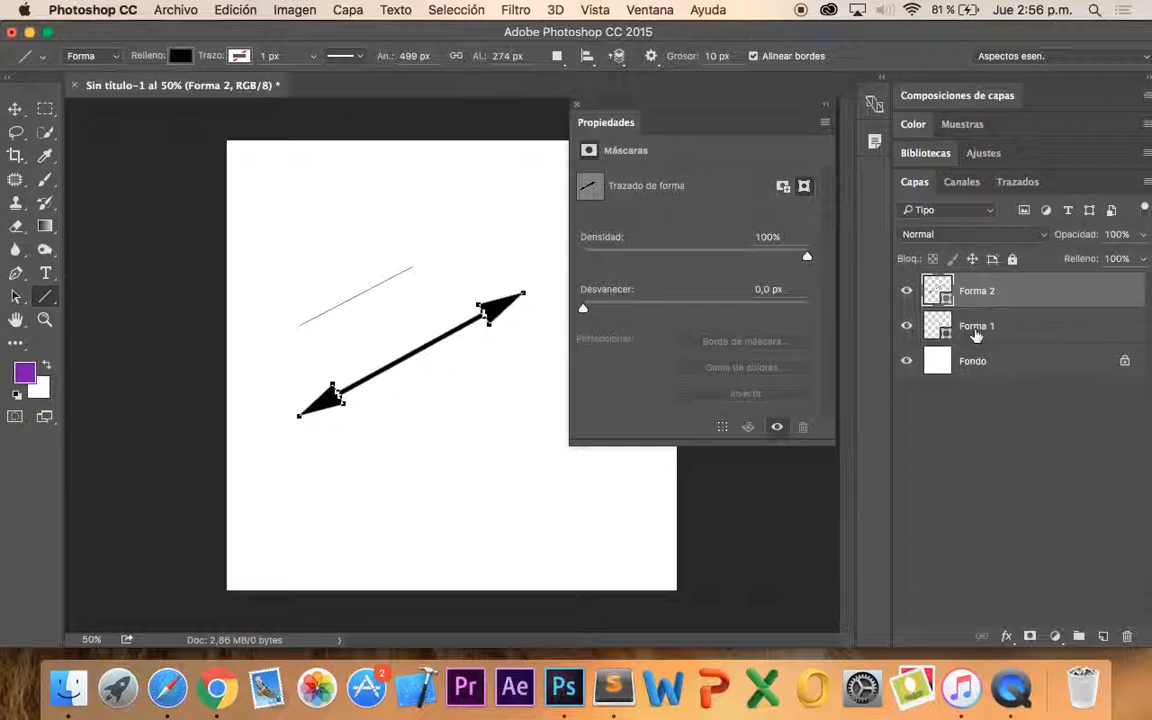 Photoshop CC Archivo Edición Imagen Capa Texto Selección Filtro 3D Vista Ventana Ayuda 81 % Jue 2:56 p.m.
Adobe Photoshop CC 2015
Forma Relleno: Trazo: 1 px An.: 499 px Al.: 274 px Grosor: 10 px Alinear bordes Aspectos esen.
Sin título-1 al 50% (Forma 2, RGB/8) *
Composiciones de capas
Propiedades
Color Muestras
Máscaras
Bibliotecas Ajustes
Trazado de forma
Capas Canales Trazados
Tipo
Densidad: 100%
Normal Opacidad: 100%
Bloq.: Relleno: 100%
Desvanecer: 0,0 px
Forma 2
Forma 1
Perfeccionar: Borde de máscara...
Gama de colores...
Fondo
Invertir
50% Doc: 2,86 MB/0 bytes
fx
2
Pr Ae Ps S W P X O